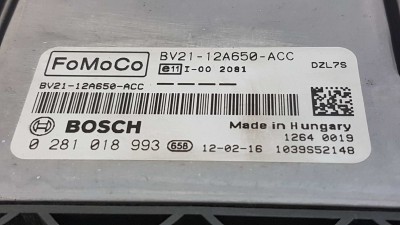 FoMoCo BV21-12A650-ACC DZL7S
e11 I-00 2081
BV21-12A650-ACC
BOSCH Made in Hungary
1264 0019
0 281 018 993 658 12-02-16 1039S52148